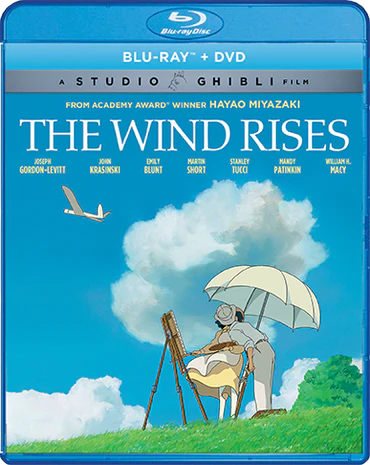 Blu-ray Disc
BLU-RAY™ + DVD
A STUDIO GHIBLI FILM
FROM ACADEMY AWARD® WINNER HAYAO MIYAZAKI
THE WIND RISES
JOSEPH GORDON-LEVITT
JOHN KRASINSKI
EMILY BLUNT
MARTIN SHORT
STANLEY TUCCI
MANDY PATINKIN
WILLIAM H. MACY